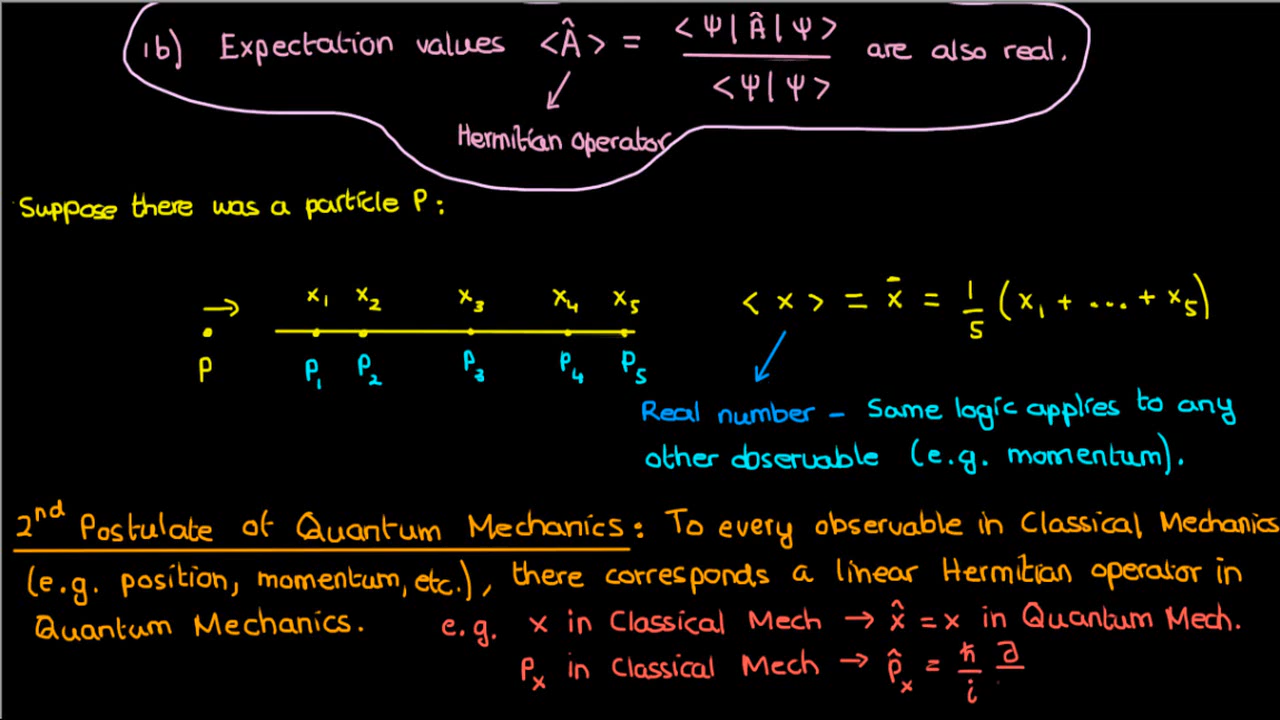 1b) Expectation values <Â> = <Ψ|Â|Ψ> / <Ψ|Ψ> are also real.
Hermitian operator
Suppose there was a particle P:
→ x₁ x₂ x₃ x₄ x₅
P P₁ P₂ P₃ P₄ P₅
< x > = x̄ = 1/5 (x₁ + ... + x₅)
Real number - Same logic applies to any
other observable (e.g. momentum).
2nd Postulate of Quantum Mechanics: To every observable in Classical Mechanics
(e.g. position, momentum, etc.), there corresponds a linear Hermitian operator in
Quantum Mechanics. e.g. x in Classical Mech → x̂ = x in Quantum Mech.
Pₓ in Classical Mech → p̂ₓ = ħ/i ∂